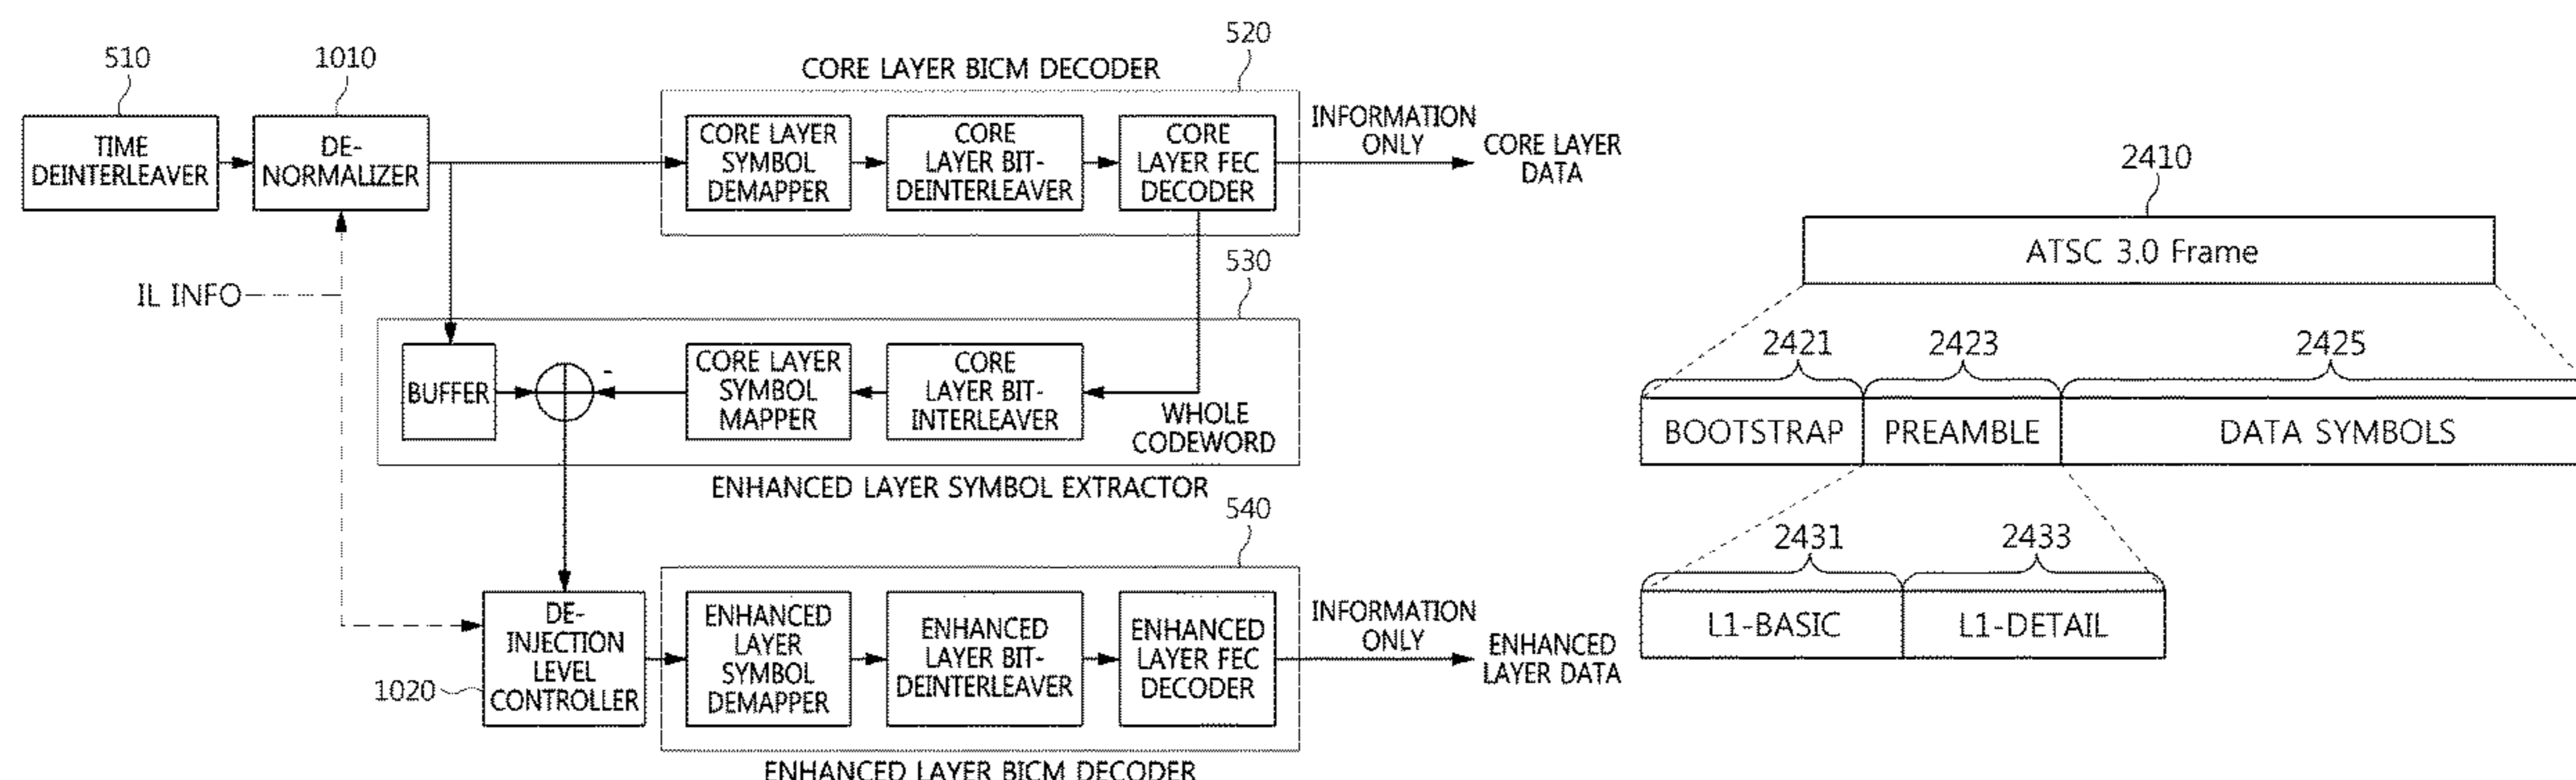 510
1010
CORE LAYER BICM DECODER
520
TIME
DEINTERLEAVER
DE-
NORMALIZER
CORE LAYER
SYMBOL
DEMAPPER
CORE
LAYER BIT-
DEINTERLEAVER
CORE
LAYER FEC
DECODER
INFORMATION
ONLY
CORE LAYER
DATA
IL INFO
530
BUFFER
-
CORE LAYER
SYMBOL
MAPPER
CORE
LAYER BIT-
INTERLEAVER
WHOLE
CODEWORD
ENHANCED LAYER SYMBOL EXTRACTOR
540
1020
DE-
INJECTION
LEVEL
CONTROLLER
ENHANCED
LAYER
SYMBOL
DEMAPPER
ENHANCED
LAYER BIT-
DEINTERLEAVER
ENHANCED
LAYER FEC
DECODER
INFORMATION
ONLY
ENHANCED
LAYER DATA
ENHANCED LAYER BICM DECODER
2410
ATSC 3.0 Frame
2421
2423
2425
BOOTSTRAP
PREAMBLE
DATA SYMBOLS
2431
2433
L1-BASIC
L1-DETAIL